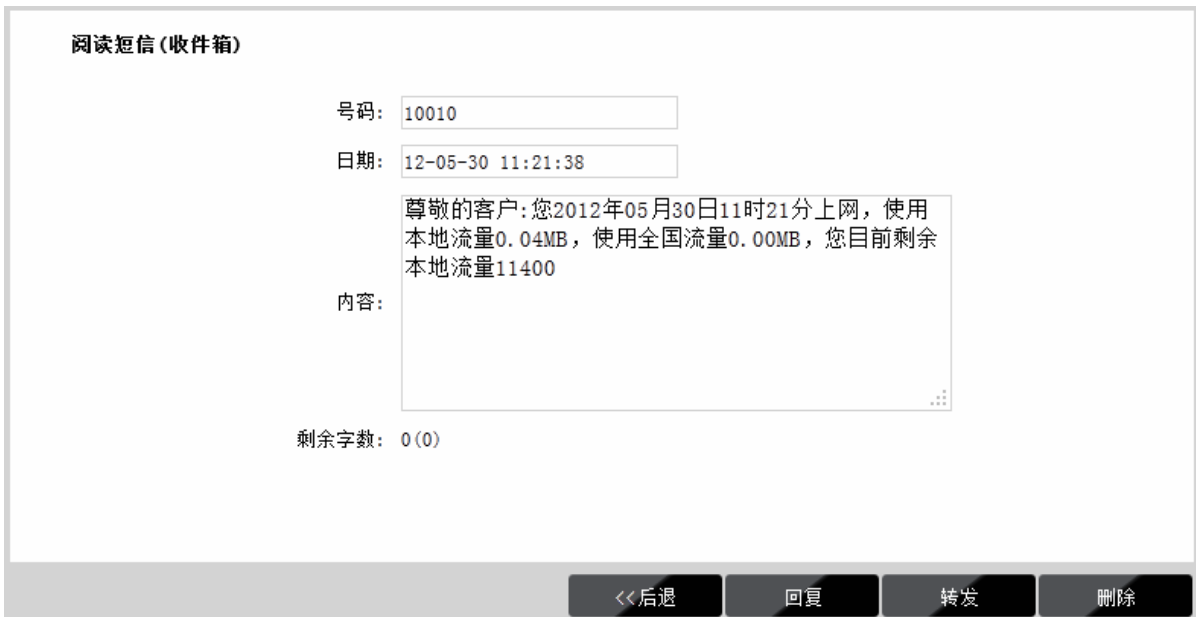 阅读短信(收件箱)
号码: 10010
日期: 12-05-30 11:21:38
内容:
尊敬的客户:您2012年05月30日11时21分上网，使用
本地流量0.04MB，使用全国流量0.00MB，您目前剩余
本地流量11400
剩余字数: 0(0)
<<后退 回复 转发 删除